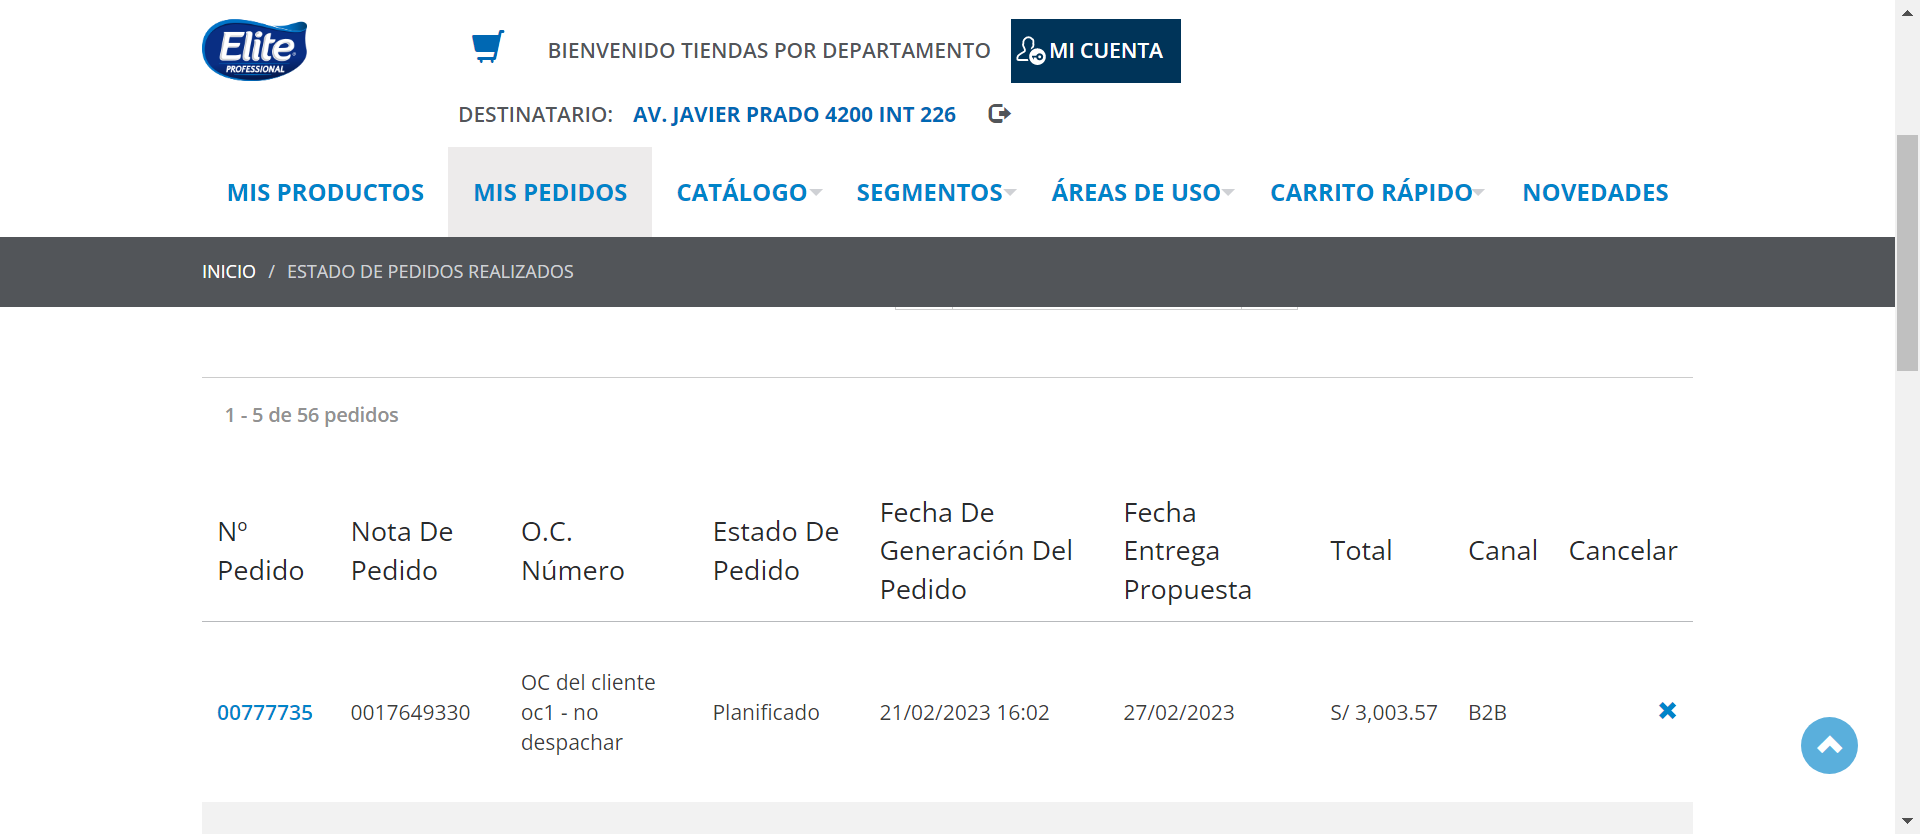 Elite
PROFESSIONAL
BIENVENIDO TIENDAS POR DEPARTAMENTO
MI CUENTA
DESTINATARIO: AV. JAVIER PRADO 4200 INT 226
MIS PRODUCTOS MIS PEDIDOS CATÁLOGO SEGMENTOS ÁREAS DE USO CARRITO RÁPIDO NOVEDADES
INICIO / ESTADO DE PEDIDOS REALIZADOS
1 - 5 de 56 pedidos
Nº
Pedido
Nota De
Pedido
O.C.
Número
Estado De
Pedido
Fecha De
Generación Del
Pedido
Fecha
Entrega
Propuesta
Total
Canal
Cancelar
00777735
0017649330
OC del cliente
oc1 - no
despachar
Planificado
21/02/2023 16:02
27/02/2023
S/ 3,003.57
B2B